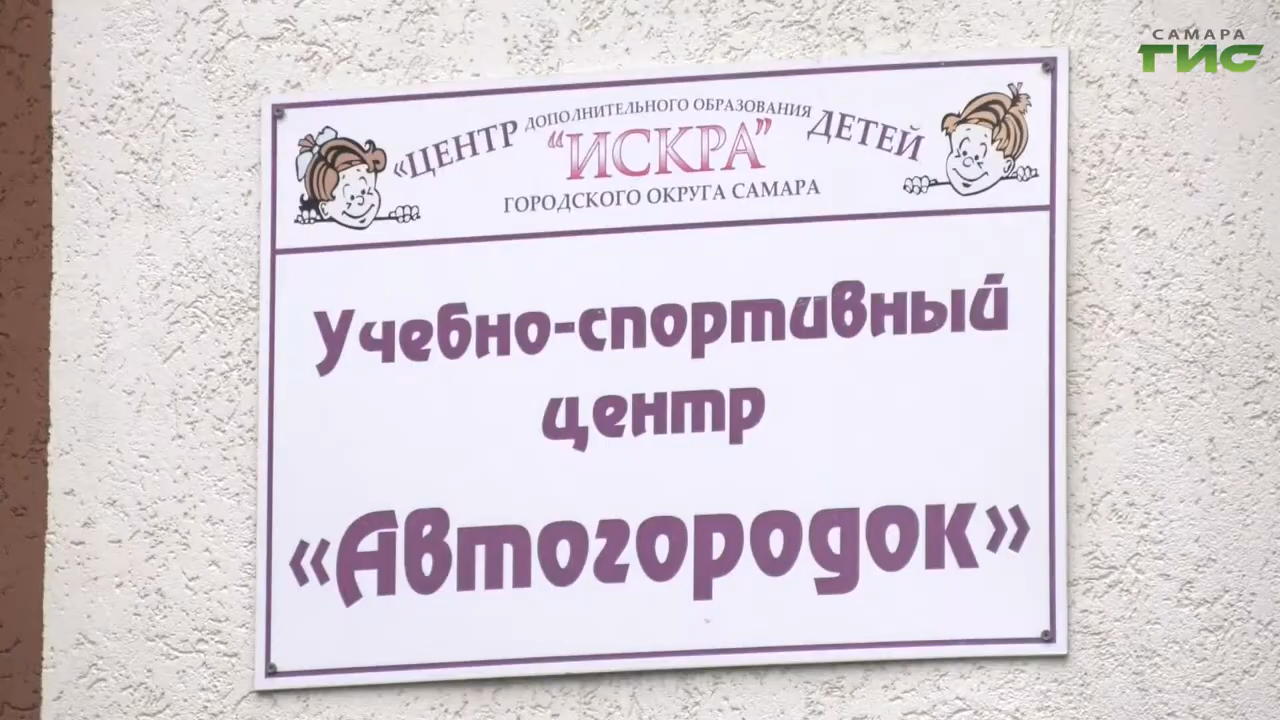 САМАРА
ГИС
«ЦЕНТР ДОПОЛНИТЕЛЬНОГО ОБРАЗОВАНИЯ ДЕТЕЙ
"ИСКРА"
ГОРОДСКОГО ОКРУГА САМАРА
Учебно-спортивный
центр
«Автогородок»